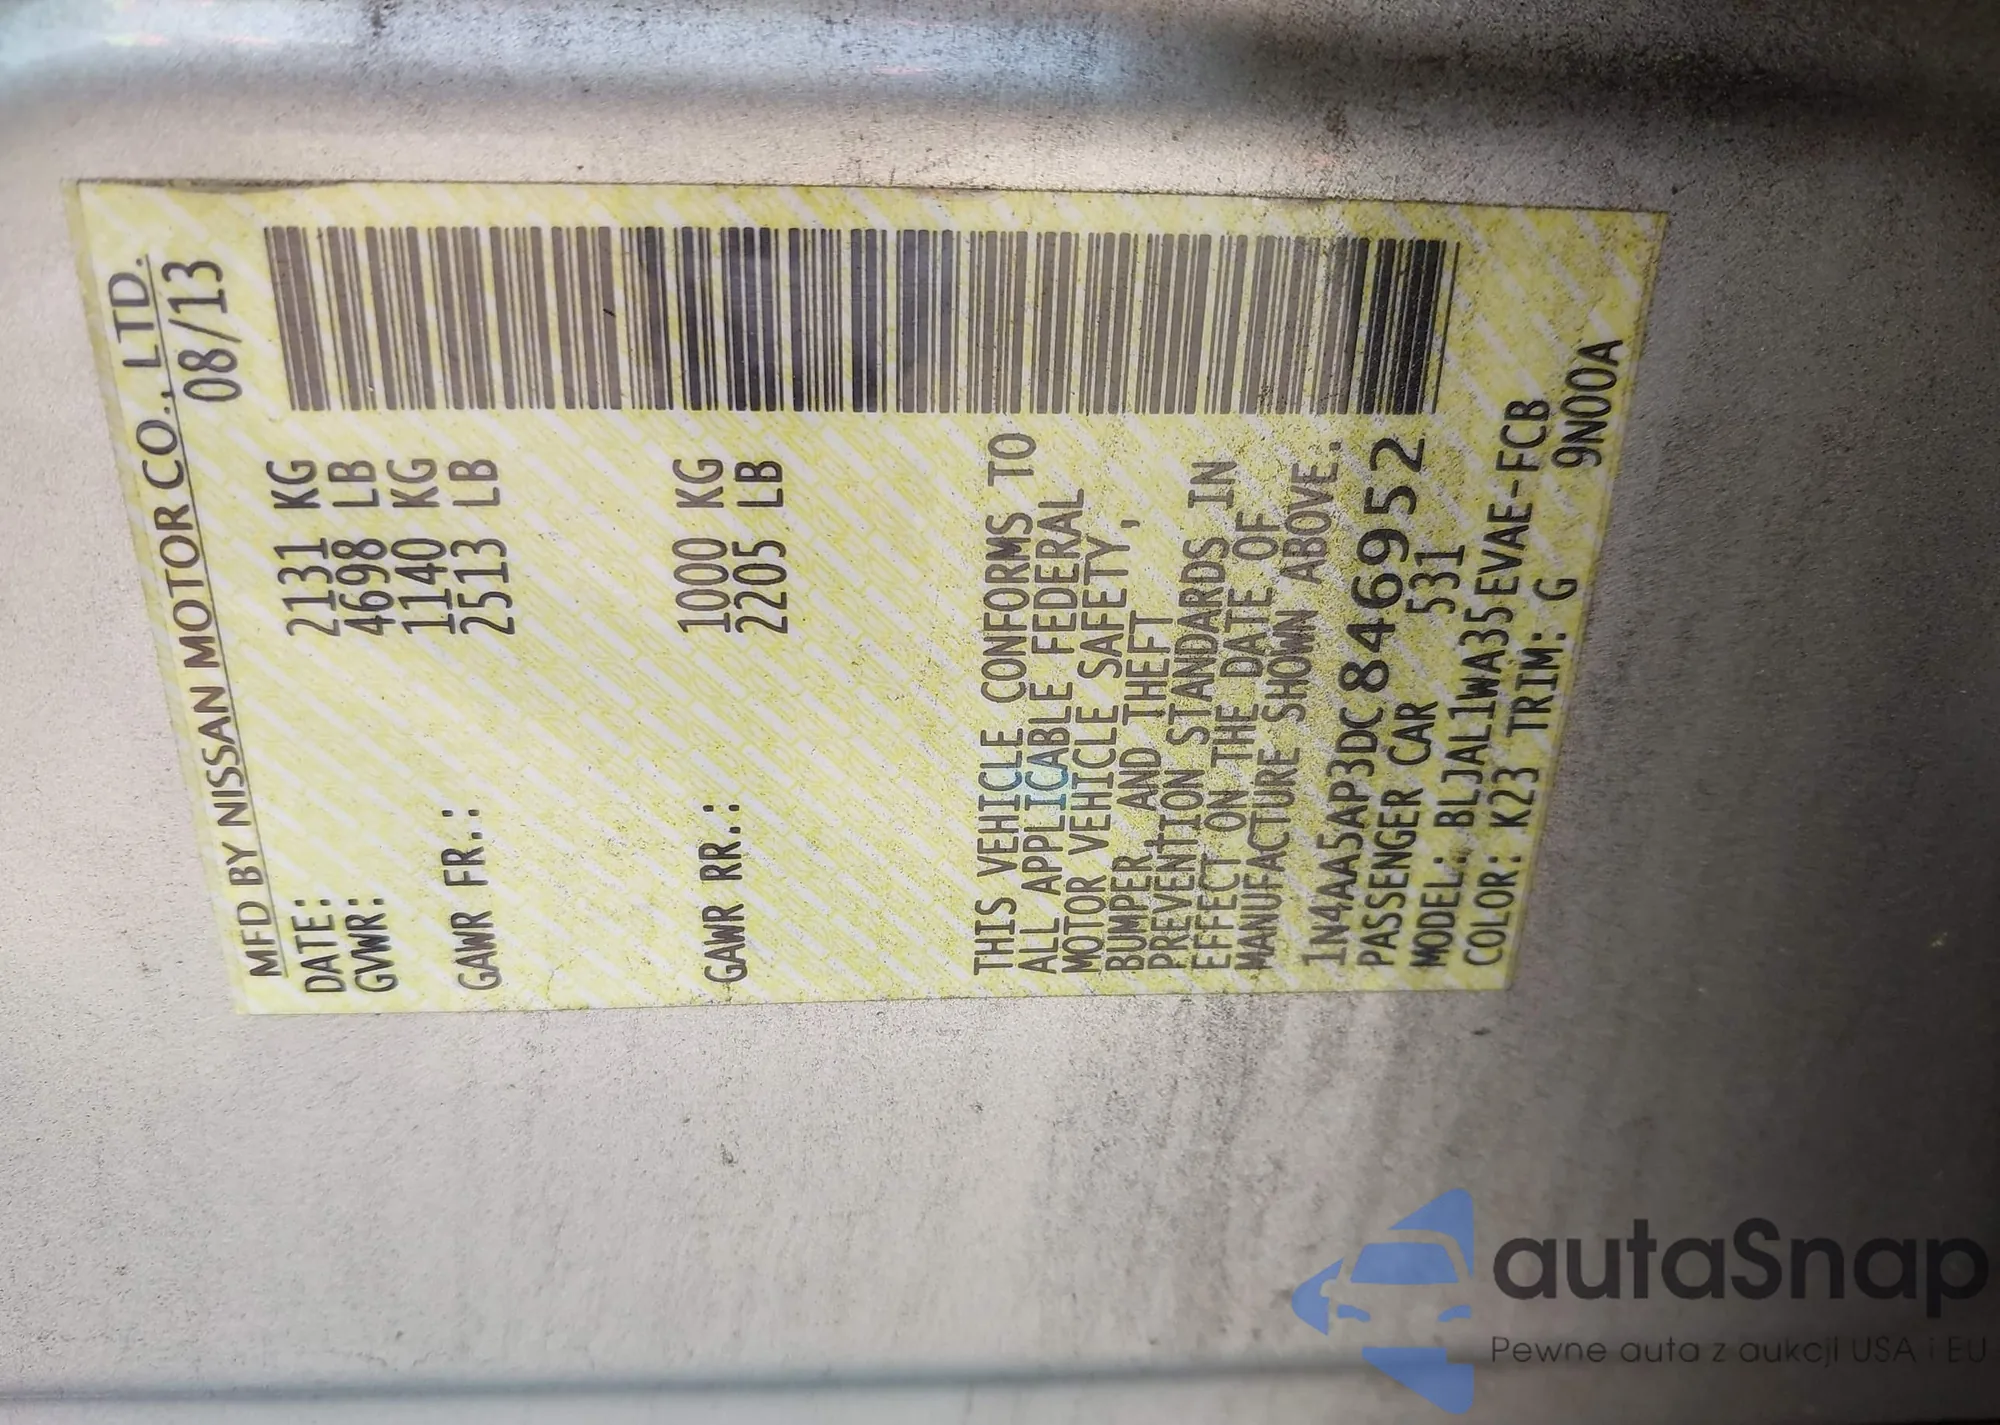 MFD BY NISSAN MOTOR CO., LTD.
DATE: 08/13
GVWR: 2131 KG
4698 LB
1140 KG
GAWR FR.: 2513 LB
1000 KG
GAWR RR.: 2205 LB
THIS VEHICLE CONFORMS TO
ALL APPLICABLE FEDERAL
MOTOR VEHICLE SAFETY,
BUMPER, AND THEFT
PREVENTION STANDARDS IN
EFFECT ON THE DATE OF
MANUFACTURE SHOWN ABOVE.
1N4AA5AP3DC846952
PASSENGER CAR 531
MODEL: BLJAL1WA35EVAE-FCB
COLOR: K23 TRIM: G 9N00A
autaSnap
Pewne auta z aukcji USA i EU